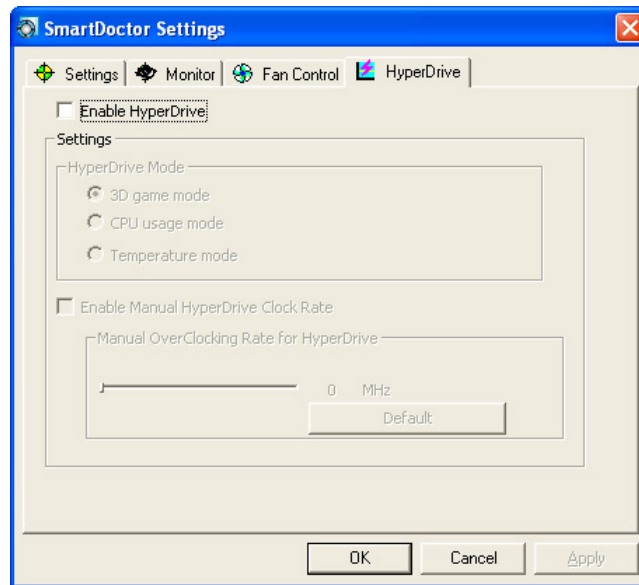 SmartDoctor Settings
Settings Monitor Fan Control HyperDrive
Enable HyperDrive
Settings
HyperDrive Mode
3D game mode
CPU usage mode
Temperature mode
Enable Manual HyperDrive Clock Rate
Manual OverClocking Rate for HyperDrive
0 MHz
Default
OK Cancel Apply